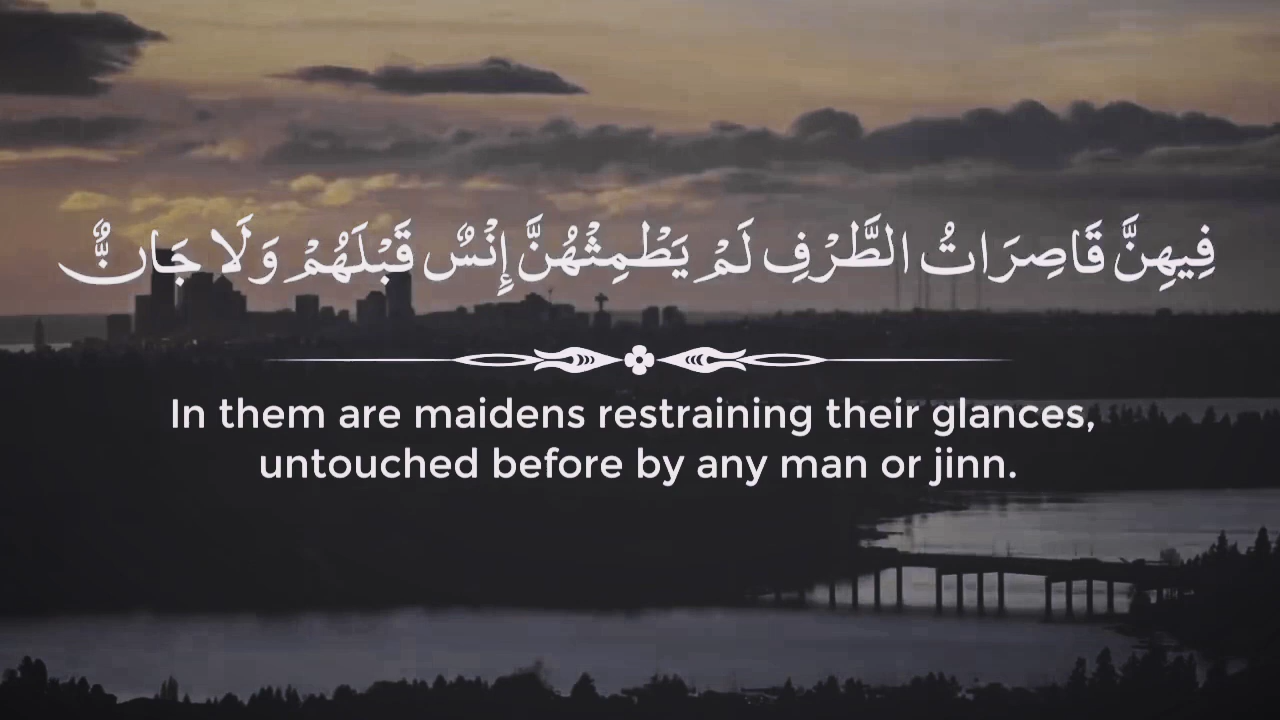 فِيهِنَّ قَاصِرَاتُ الطَّرْفِ لَمْ يَطْمِثْهُنَّ إِنْسٌ قَبْلَهُمْ وَلَا جَانٌّ
In them are maidens restraining their glances,
untouched before by any man or jinn.